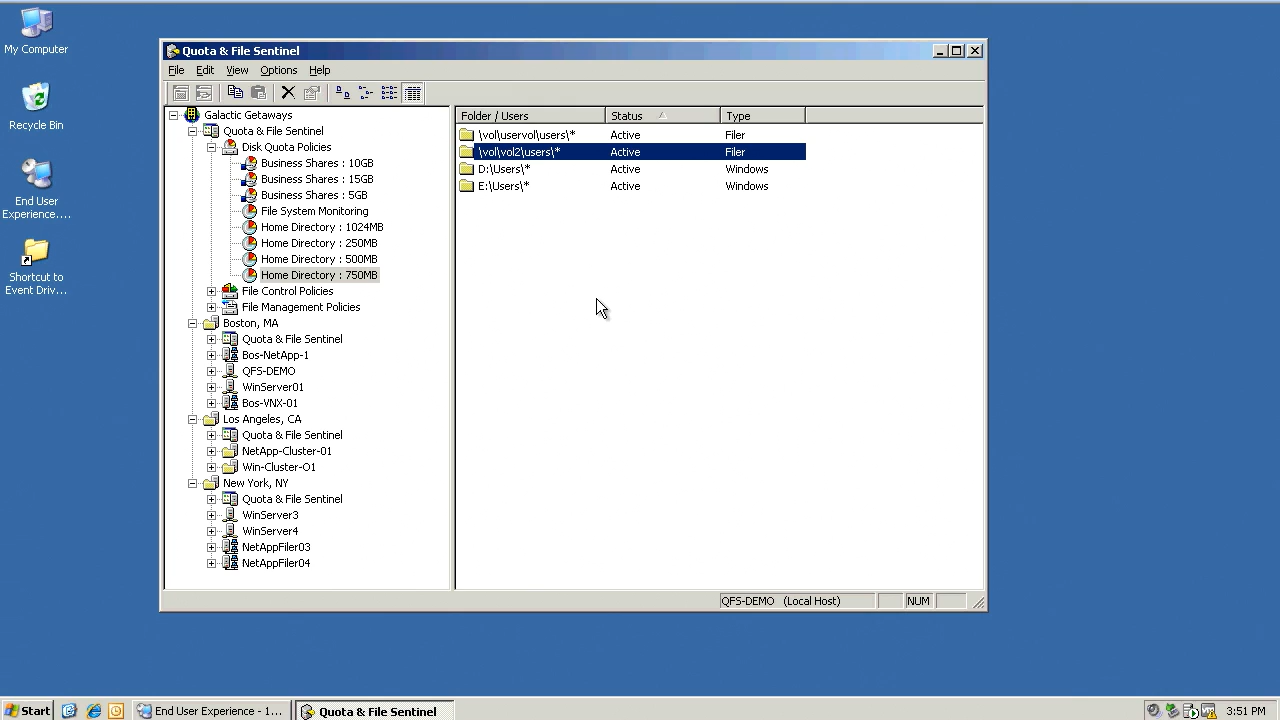 My Computer
Recycle Bin
End User
Experience....
Shortcut to
Event Driv...
Quota & File Sentinel
File Edit View Options Help
Galactic Getaways
Quota & File Sentinel
Disk Quota Policies
Business Shares : 10GB
Business Shares : 15GB
Business Shares : 5GB
File System Monitoring
Home Directory : 1024MB
Home Directory : 250MB
Home Directory : 500MB
Home Directory : 750MB
File Control Policies
File Management Policies
Boston, MA
Quota & File Sentinel
Bos-NetApp-1
QFS-DEMO
WinServer01
Bos-VNX-01
Los Angeles, CA
Quota & File Sentinel
NetApp-Cluster-01
Win-Cluster-O1
New York, NY
Quota & File Sentinel
WinServer3
WinServer4
NetAppFiler03
NetAppFiler04
Folder / Users Status Type
\vol\uservol\users\* Active Filer
\vol\vol2\users\* Active Filer
D:\Users\* Active Windows
E:\Users\* Active Windows
QFS-DEMO (Local Host) NUM
Start End User Experience - 1... Quota & File Sentinel 3:51 PM